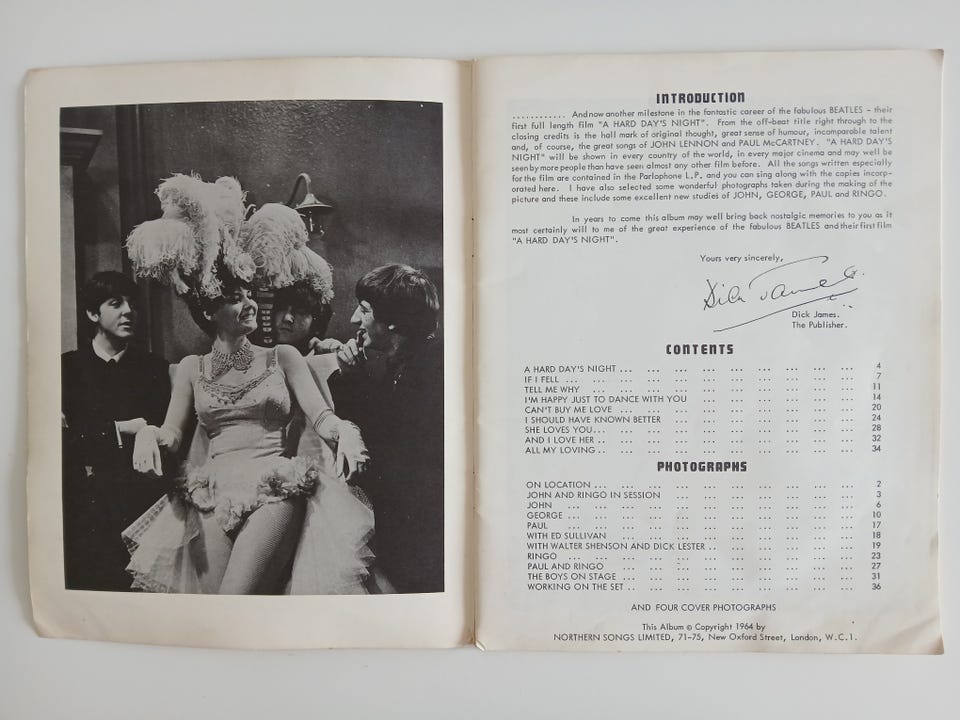 INTRODUCTION
............ And now another milestone in the fantastic career of the fabulous BEATLES - their
first full length film "A HARD DAY'S NIGHT". From the off-beat title right through to the
closing credits is the hall mark of original thought, great sense of humour, incomparable talent
and, of course, the great songs of JOHN LENNON and PAUL McCARTNEY. "A HARD DAY'S
NIGHT" will be shown in every country of the world, in every major cinema and may well be
seen by more people than have seen almost any other film before. All the songs written especially
for the film are contained in the Parlophone L.P. and you can sing along with the copies incorp-
orated here. I have also selected some wonderful photographs taken during the making of the
picture and these include some excellent new studies of JOHN, GEORGE, PAUL and RINGO.
In years to come this album may well bring back nostalgic memories to you as it
most certainly will to me of the great experience of the fabulous BEATLES and their first film
"A HARD DAY'S NIGHT".
Yours very sincerely,
Dick James
Dick James.
The Publisher.
CONTENTS
A HARD DAY'S NIGHT ... ... ... ... ... ... ... ... ... 4
IF I FELL ... ... ... ... ... ... ... ... ... ... ... 7
TELL ME WHY ... ... ... ... ... ... ... ... ... ... 11
I'M HAPPY JUST TO DANCE WITH YOU ... ... ... ... ... ... 14
CAN'T BUY ME LOVE ... ... ... ... ... ... ... ... ... 20
I SHOULD HAVE KNOWN BETTER ... ... ... ... ... ... ... 24
SHE LOVES YOU... ... ... ... ... ... ... ... ... ... 28
AND I LOVE HER .. ... ... ... ... ... ... ... ... ... 32
ALL MY LOVING .. ... ... ... ... ... ... ... ... ... 34
PHOTOGRAPHS
ON LOCATION ... ... ... ... ... ... ... ... ... ... 2
JOHN AND RINGO IN SESSION ... ... ... ... ... ... ... 3
JOHN ... ... ... ... ... ... ... ... ... ... ... 6
GEORGE ... ... ... ... ... ... ... ... ... ... ... 10
PAUL ... ... ... ... ... ... ... ... ... ... ... 17
WITH ED SULLIVAN ... ... ... ... ... ... ... ... ... 18
WITH WALTER SHENSON AND DICK LESTER .. ... ... ... ... ... 19
RINGO ... ... ... ... ... ... ... ... ... ... ... 23
PAUL AND RINGO ... ... ... ... ... ... ... ... ... 27
THE BOYS ON STAGE ... ... ... ... ... ... ... ... ... 31
WORKING ON THE SET .. ... ... ... ... ... ... ... ... 36
AND FOUR COVER PHOTOGRAPHS
This Album © Copyright 1964 by
NORTHERN SONGS LIMITED, 71-75, New Oxford Street, London, W.C.1.